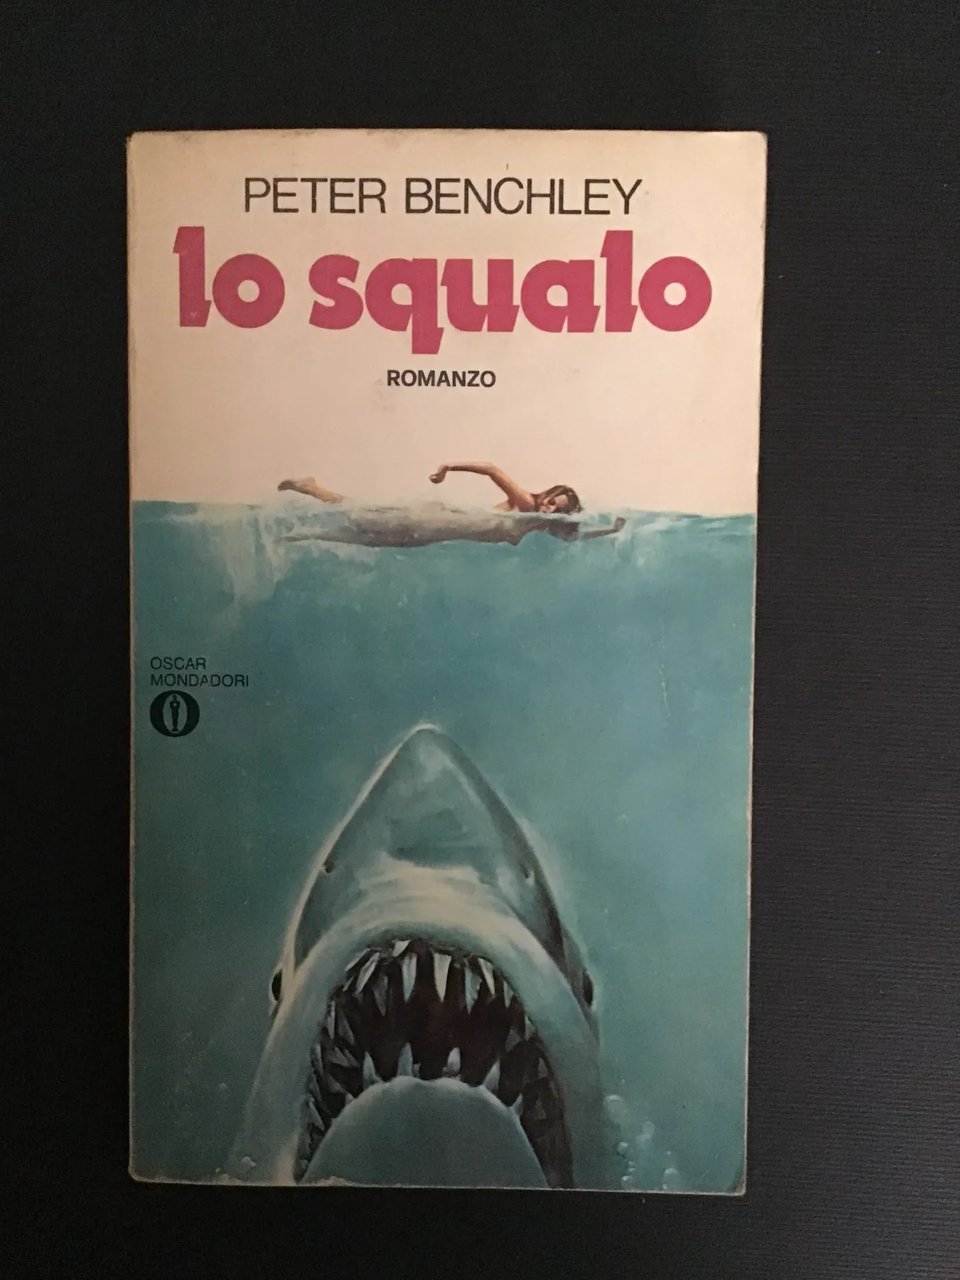 PETER BENCHLEY
lo squalo
ROMANZO
OSCAR
MONDADORI